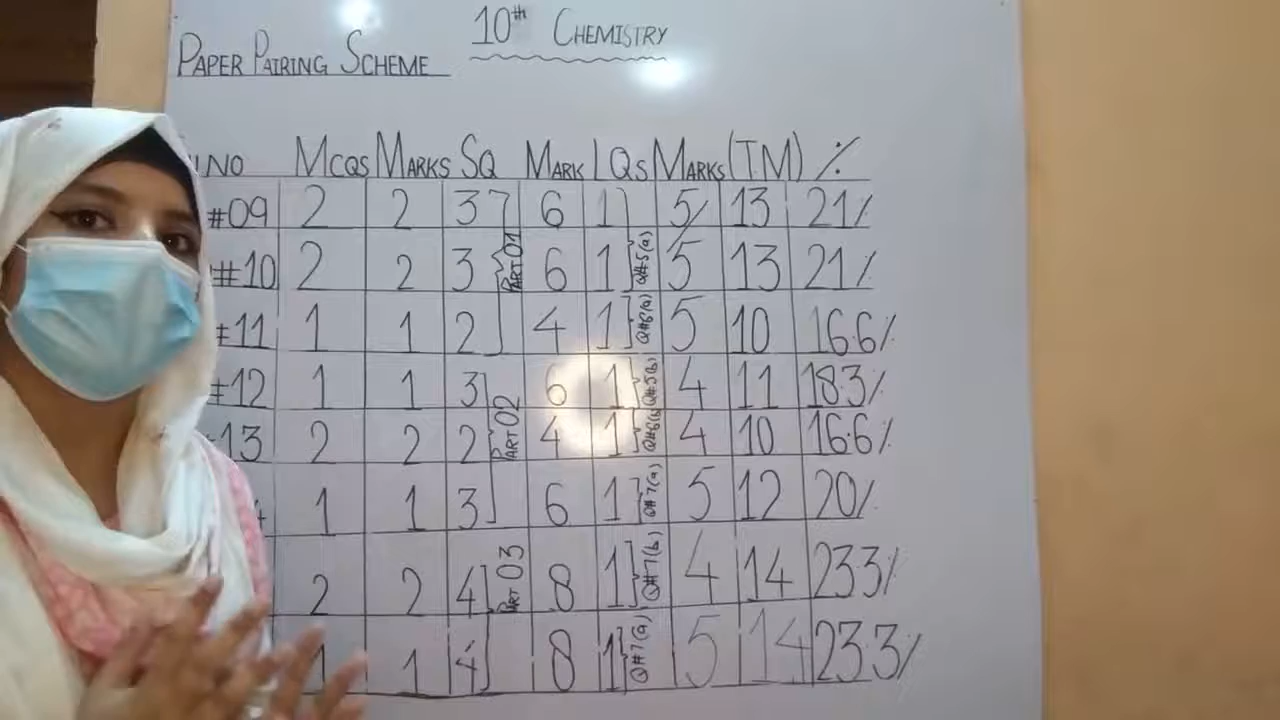 10th CHEMISTRY
PAPER PAIRING SCHEME
NO MCQS MARKS SQ MARK LQS MARKS (TM) %
#09 2 2 3 6 1 5/ 13 21%
#10 2 2 3 PART 01 6 1 Q#5(a) 5 13 21%
#11 1 1 2 4 1 Q#6(a) 5 10 16.6%
#12 1 1 3 6 1 Q#5(b) 4 11 18.3%
13 2 2 2 PART 02 4 1 Q#6(b) 4 10 16.6%
1 1 3 6 1 Q#7(a) 5 12 20%
2 2 4 PART 03 8 1 Q#7(b) 4 14 23.3%
1 1 4 8 1 Q#7(a) 5 14 23.3%